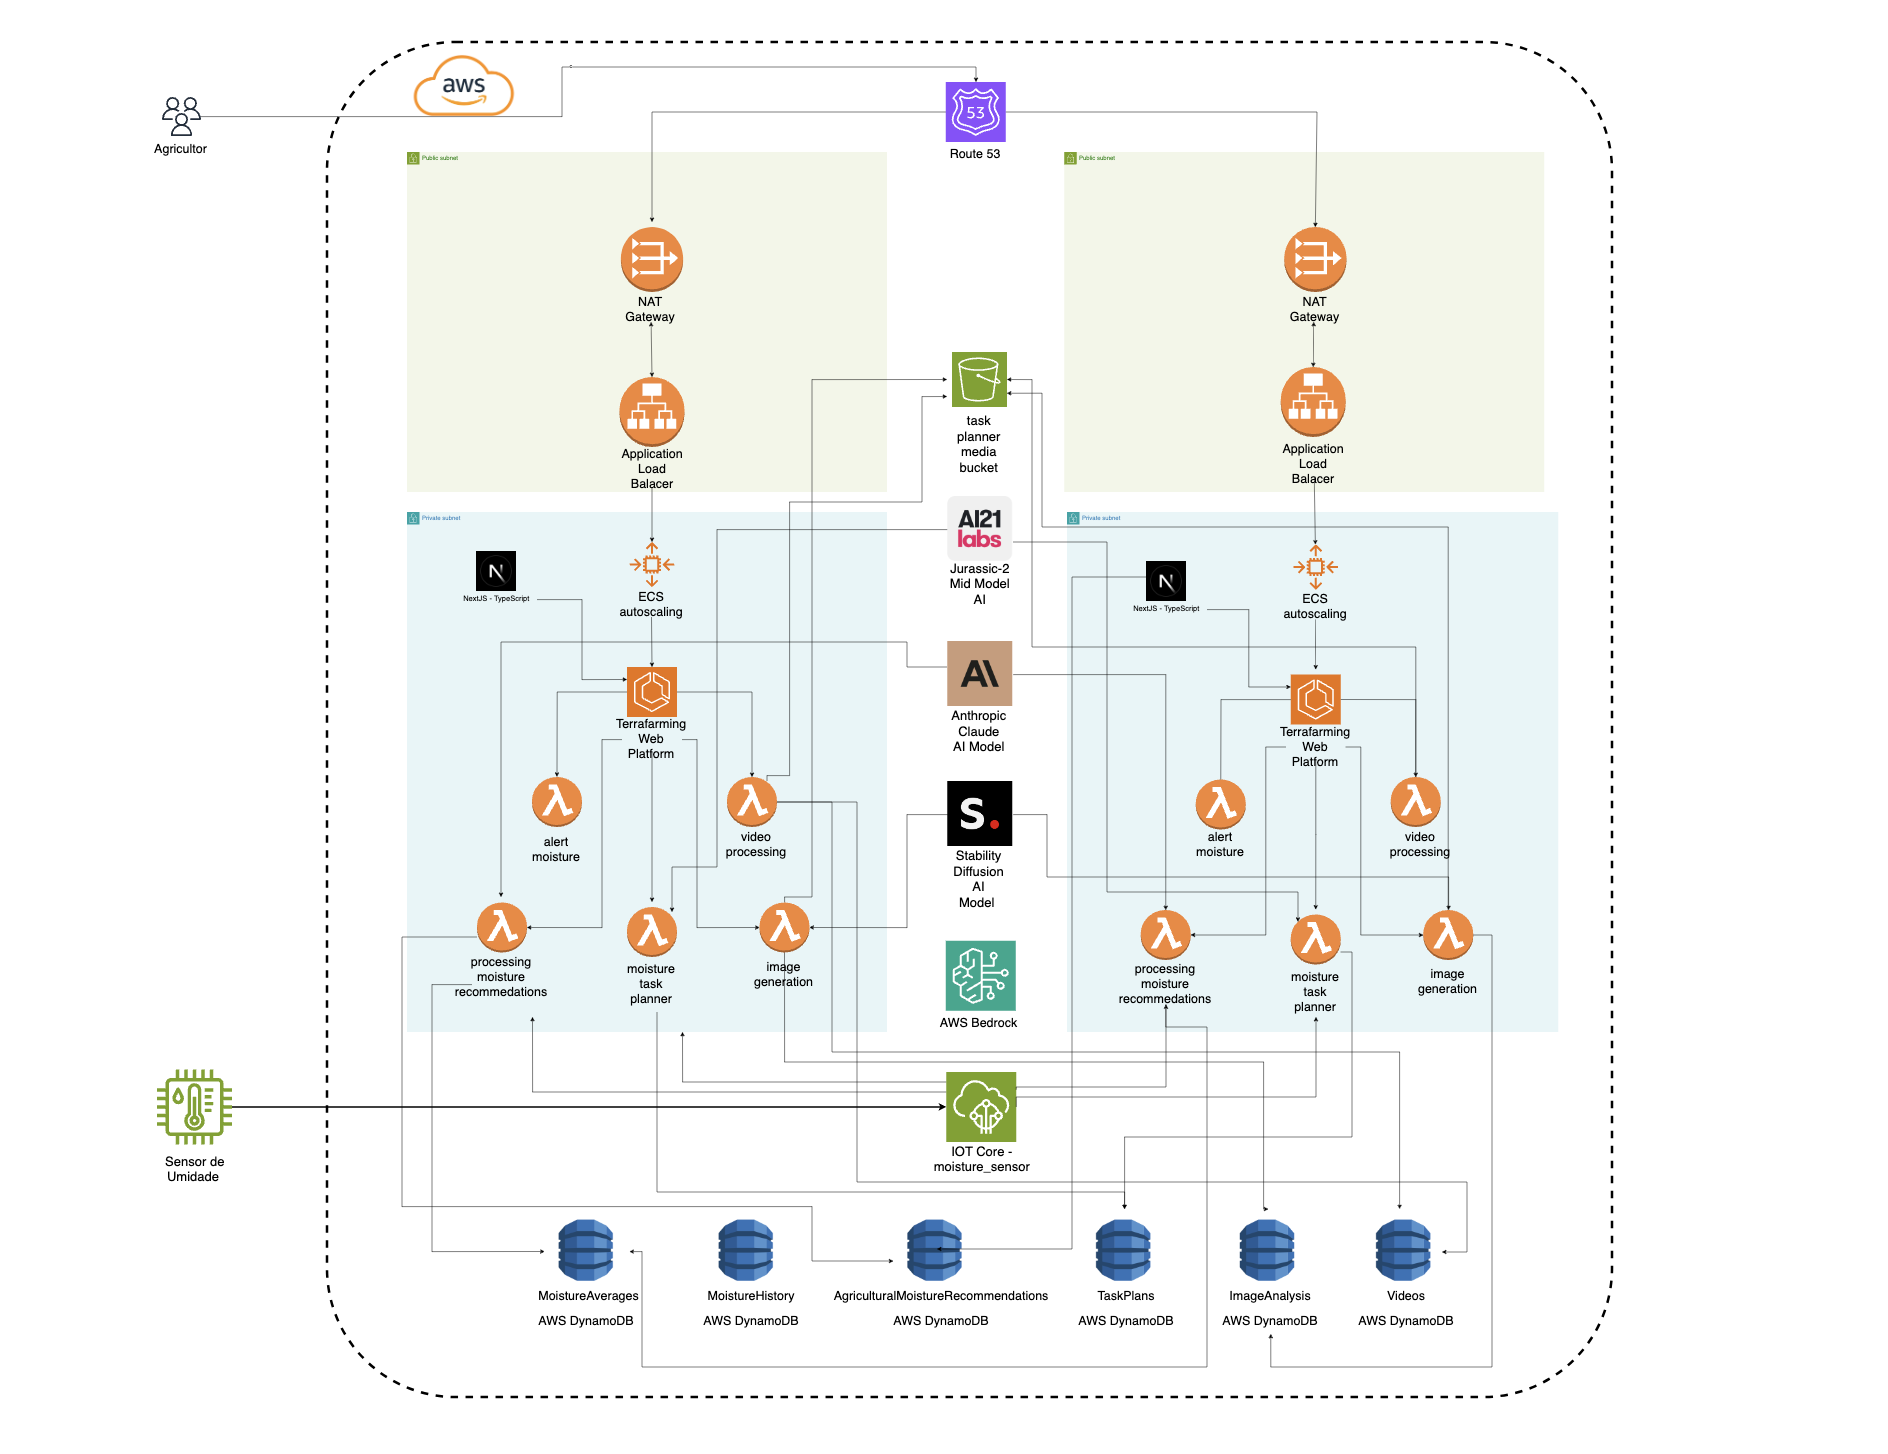 aws
Agricultor
53
Route 53
Public subnet
Public subnet
NAT
Gateway
NAT
Gateway
Application
Load
Balacer
Application
Load
Balacer
task
planner
media
bucket
Private subnet
Private subnet
AI21
labs
Jurassic-2
Mid Model
AI
N
NextJS - TypeScript
ECS
autoscaling
N
NextJS - TypeScript
ECS
autoscaling
A\
Anthropic
Claude
AI Model
Terrafarming
Web
Platform
Terrafarming
Web
Platform
alert
moisture
video
processing
S.
Stability
Diffusion
AI
Model
alert
moisture
video
processing
processing
moisture
recommedations
moisture
task
planner
image
generation
AWS Bedrock
processing
moisture
recommedations
moisture
task
planner
image
generation
Sensor de
Umidade
IOT Core -
moisture_sensor
MoistureAverages
AWS DynamoDB
MoistureHistory
AWS DynamoDB
AgriculturalMoistureRecommendations
AWS DynamoDB
TaskPlans
AWS DynamoDB
ImageAnalysis
AWS DynamoDB
Videos
AWS DynamoDB